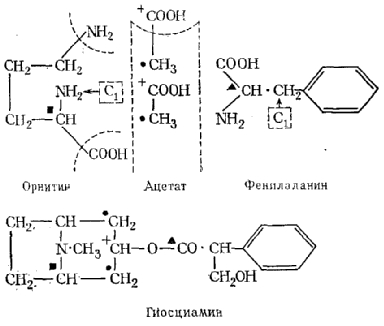 +COOH
NH₂
CH₂—CH₂
•CH₃
COOH
NH₂←C₁
+COOH
▲CH—CH₂
CH₂—CH
•CH₃
NH₂
C₁
COOH
Орнитин Ацетат Фенилаланин
CH₂—CH—CH₂
N·CH₃ +CH—O—CO—CH
CH₂—CH—CH₂
CH₂OH
Гиосциамин